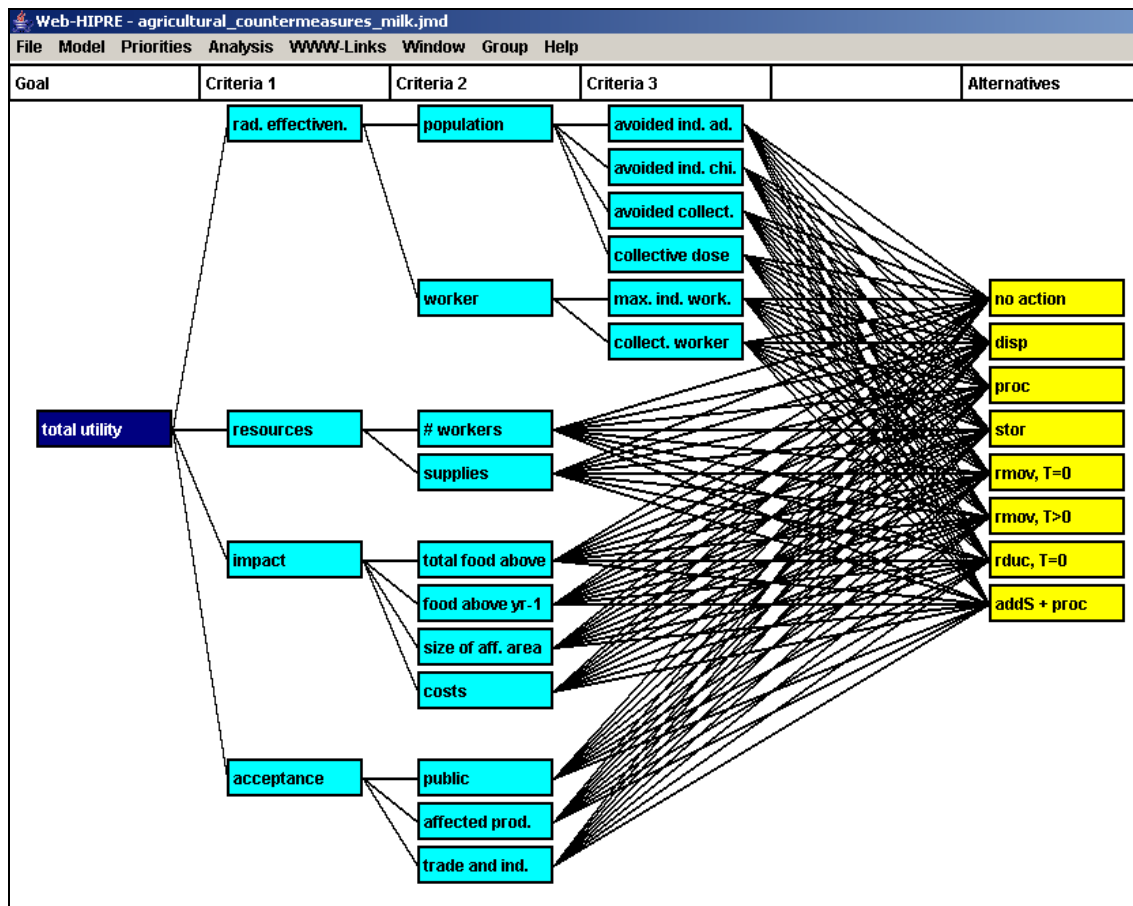 Web-HIPRE - agricultural_countermeasures_milk.jmd
File Model Priorities Analysis WWW-Links Window Group Help
Goal Criteria 1 Criteria 2 Criteria 3 Alternatives
rad. effectiven. population avoided ind. ad.
avoided ind. chi.
avoided collect.
collective dose
worker max. ind. work. no action
collect. worker disp
proc
total utility resources # workers stor
supplies rmov, T=0
rmov, T>0
impact total food above rduc, T=0
food above yr-1 addS + proc
size of aff. area
costs
acceptance public
affected prod.
trade and ind.